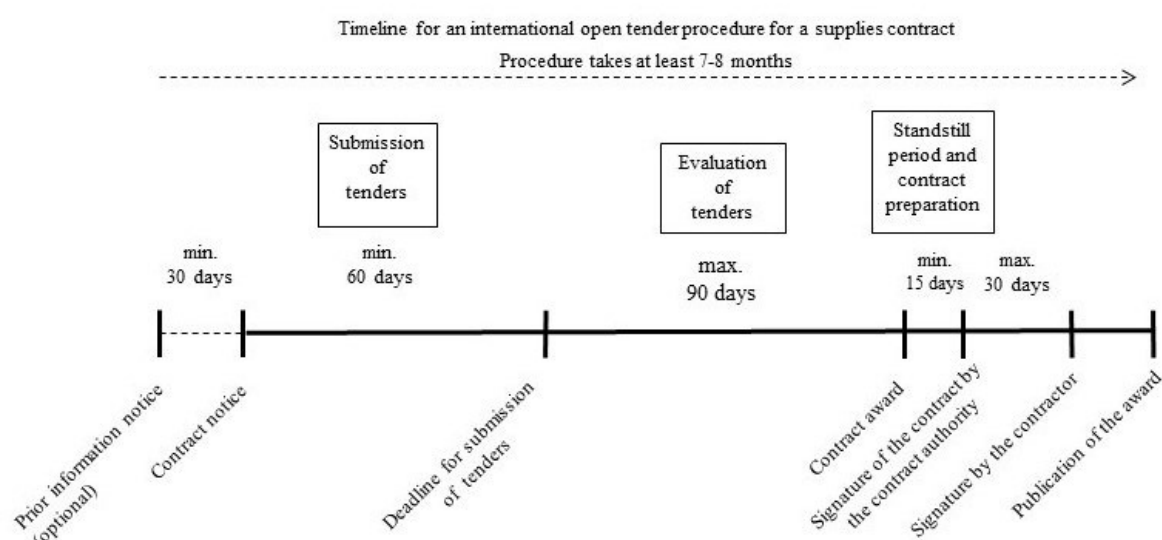 Timeline for an international open tender procedure for a supplies contract
Procedure takes at least 7-8 months
Submission
of
tenders
Evaluation
of
tenders
Standstill
period and
contract
preparation
min.
30 days
min.
60 days
max.
90 days
min.
15 days
max.
30 days
Prior information notice
(optional)
Contract notice
Deadline for submission
of tenders
Contract award
Signature of the contract by
the contract authority
Signature by the contractor
Publication of the award